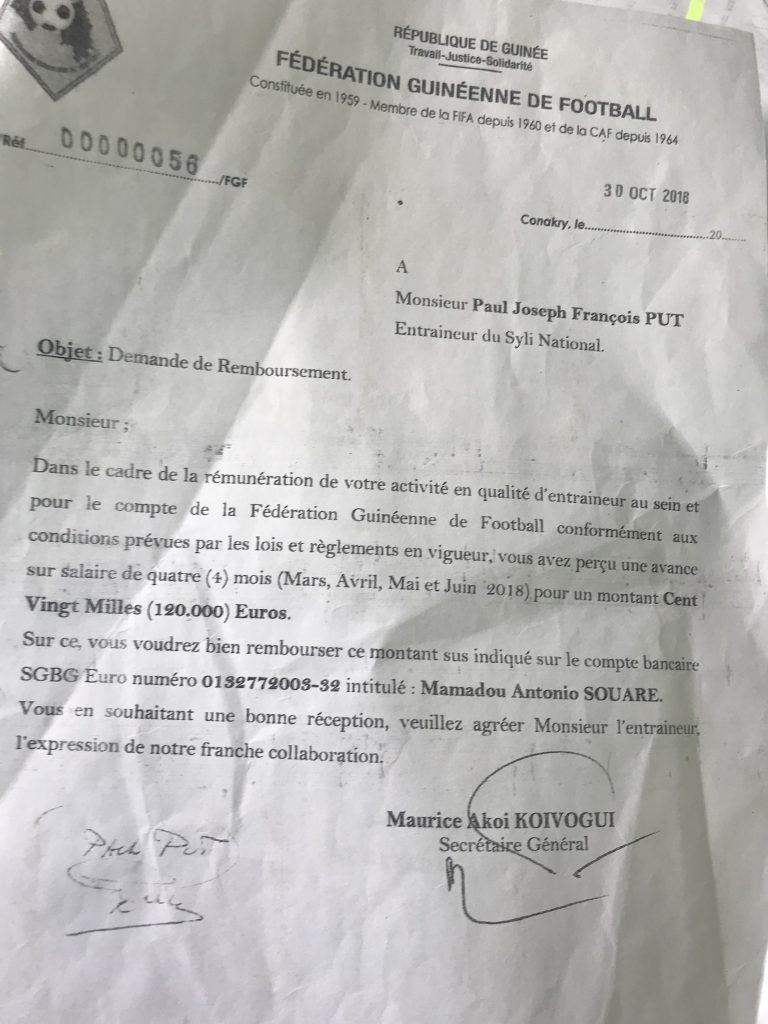 RÉPUBLIQUE DE GUINÉE
Travail-Justice-Solidarité
FÉDÉRATION GUINÉENNE DE FOOTBALL
Constituée en 1959 - Membre de la FIFA depuis 1960 et de la CAF depuis 1964
Réf 00000056 /FGF
30 OCT 2018
Conakry, le.......................................20........
A
Monsieur Paul Joseph François PUT
Entraineur du Syli National.
Objet : Demande de Remboursement.
Monsieur ;
Dans le cadre de la rémunération de votre activité en qualité d'entraineur au sein et
pour le compte de la Fédération Guinéenne de Football conformément aux
conditions prévues par les lois et règlements en vigueur, vous avez perçu une avance
sur salaire de quatre (4) mois (Mars, Avril, Mai et Juin 2018) pour un montant Cent
Vingt Milles (120.000) Euros.
Sur ce, vous voudrez bien rembourser ce montant sus indiqué sur le compte bancaire
SGBG Euro numéro 0132772003-32 intitulé : Mamadou Antonio SOUARE.
Vous en souhaitant une bonne réception, veuillez agréer Monsieur l'entraineur,
l'expression de notre franche collaboration.
Maurice Akoi KOIVOGUI
Secrétaire Général
PUT